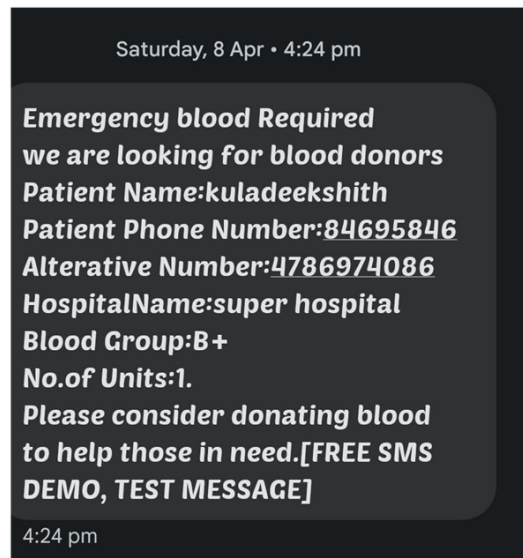 Saturday, 8 Apr • 4:24 pm
Emergency blood Required
we are looking for blood donors
Patient Name:kuladeekshith
Patient Phone Number:84695846
Alterative Number:4786974086
HospitalName:super hospital
Blood Group:B+
No.of Units:1.
Please consider donating blood
to help those in need.[FREE SMS
DEMO, TEST MESSAGE]
4:24 pm